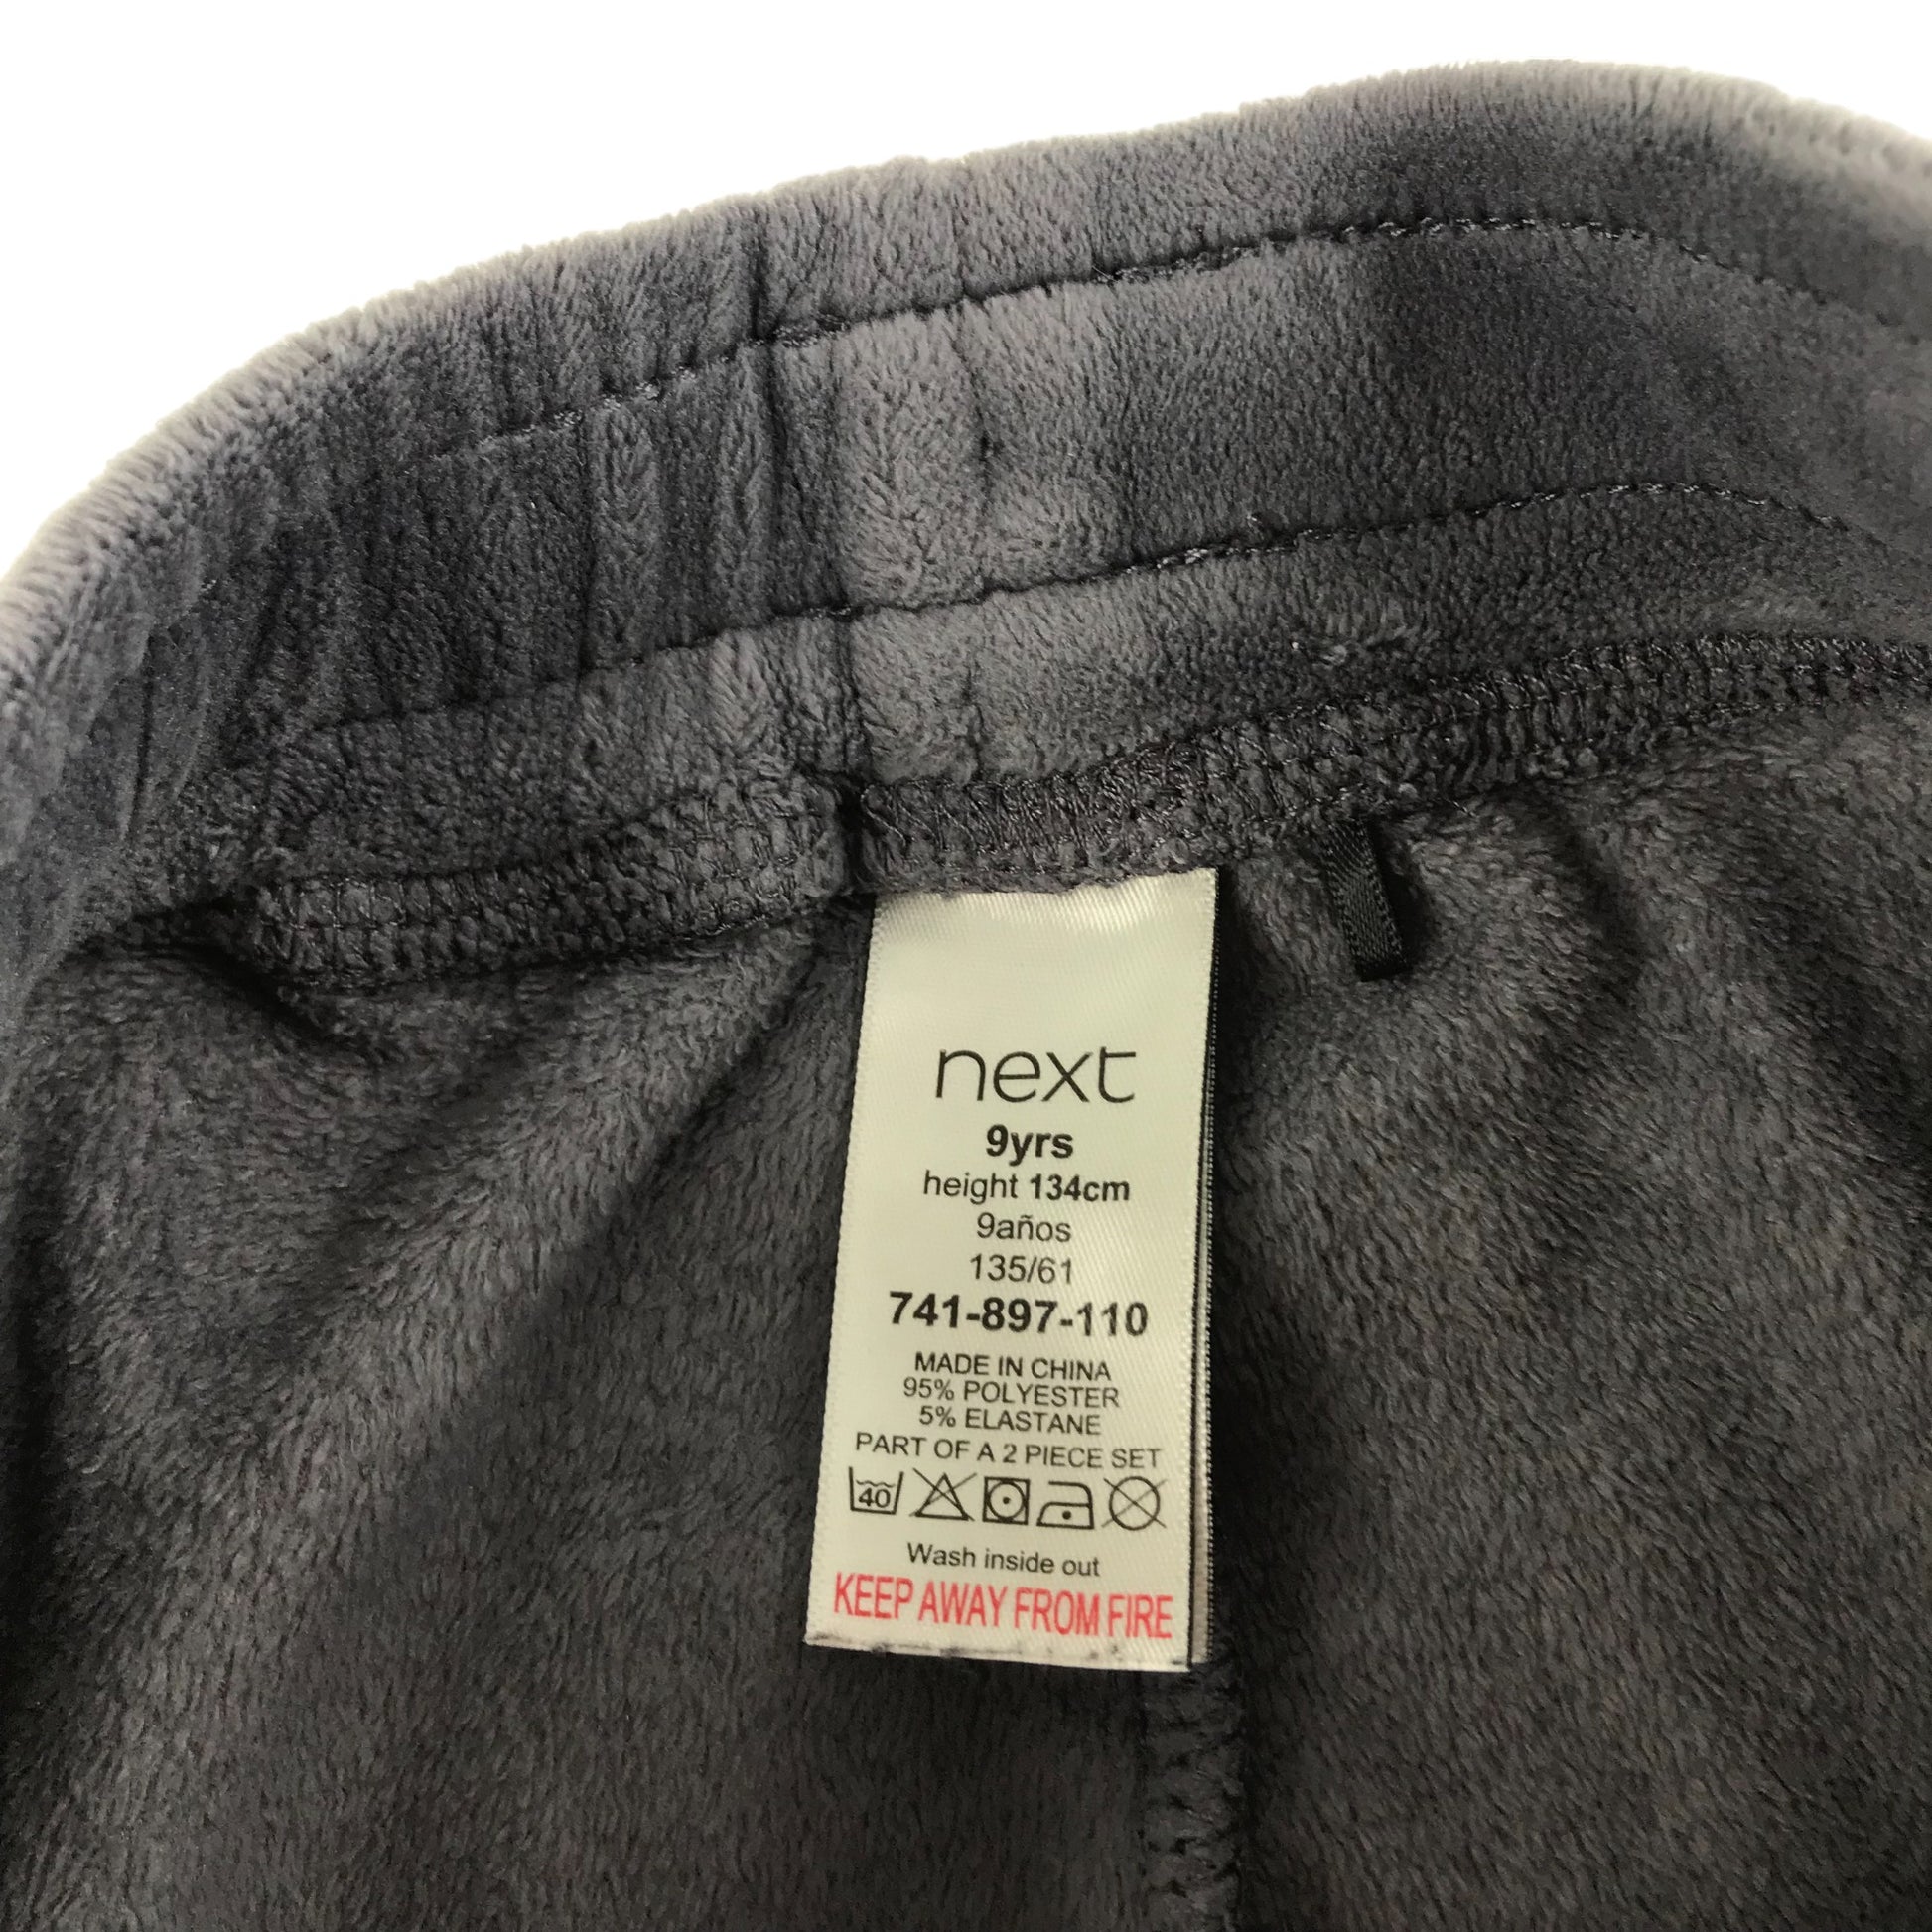 next
9yrs
height 134cm
9años
135/61
741-897-110
MADE IN CHINA
95% POLYESTER
5% ELASTANE
PART OF A 2 PIECE SET
40
Wash inside out
KEEP AWAY FROM FIRE